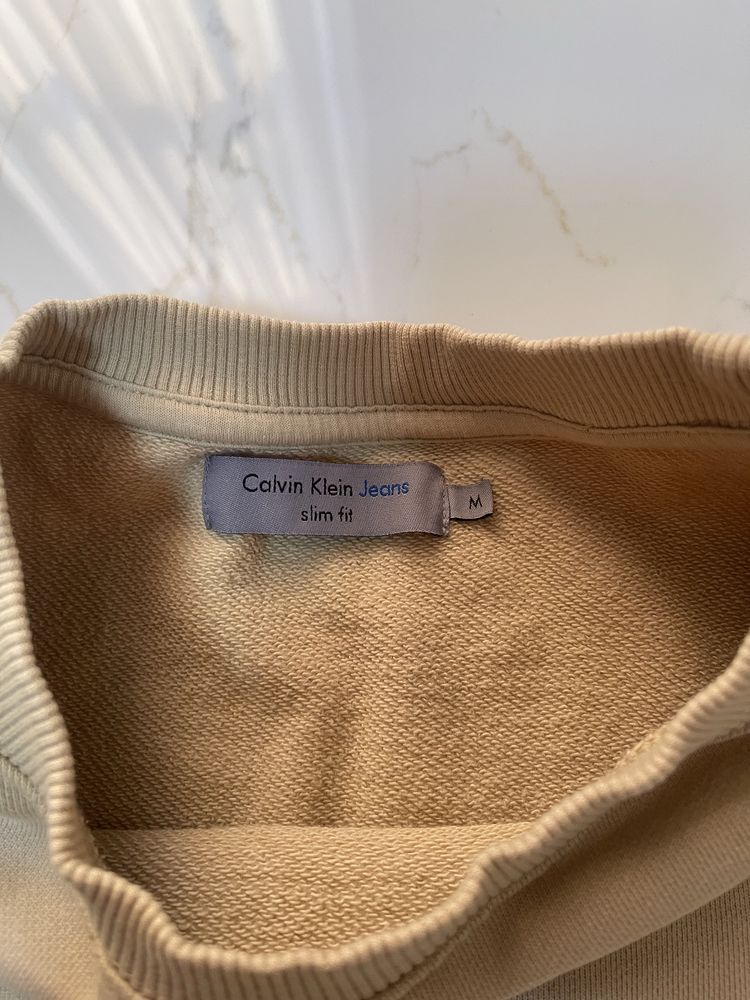 Calvin Klein Jeans
slim fit
M